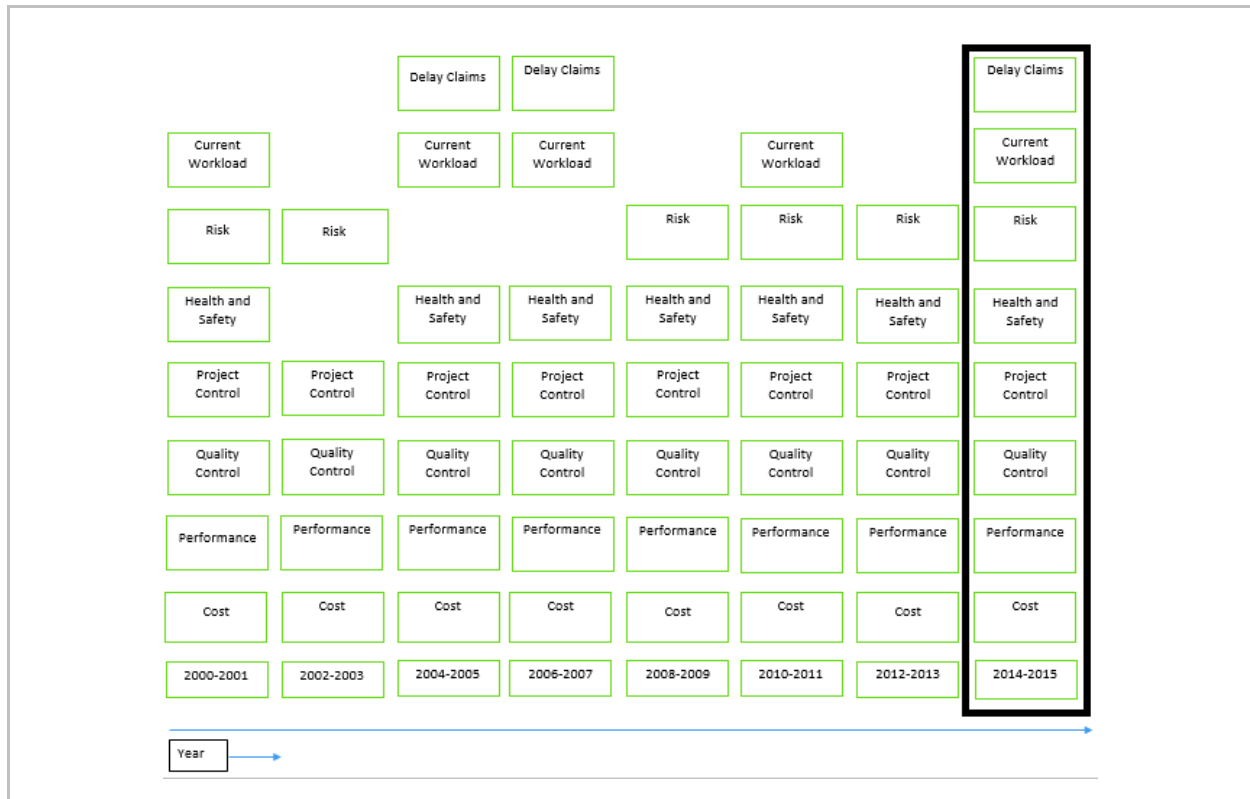 Delay Claims
Delay Claims
Delay Claims
Current
Workload
Current
Workload
Current
Workload
Current
Workload
Current
Workload
Risk
Risk
Risk
Risk
Risk
Risk
Health and
Safety
Health and
Safety
Health and
Safety
Health and
Safety
Health and
Safety
Health and
Safety
Health and
Safety
Project
Control
Project
Control
Project
Control
Project
Control
Project
Control
Project
Control
Project
Control
Project
Control
Quality
Control
Quality
Control
Quality
Control
Quality
Control
Quality
Control
Quality
Control
Quality
Control
Quality
Control
Performance
Performance
Performance
Performance
Performance
Performance
Performance
Performance
Cost
Cost
Cost
Cost
Cost
Cost
Cost
Cost
2000-2001
2002-2003
2004-2005
2006-2007
2008-2009
2010-2011
2012-2013
2014-2015
Year